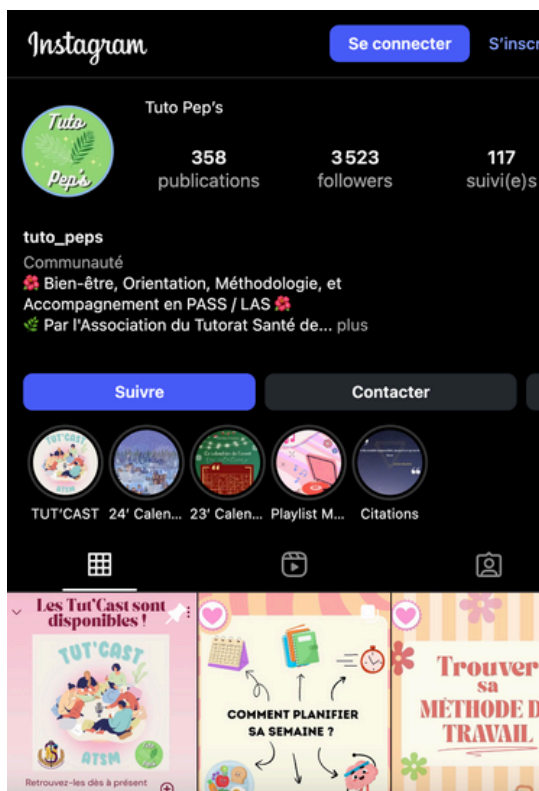 Instagram
Se connecter
S'inscr
Tuto
Pep's
Tuto Pep's
358
publications
3 523
followers
117
suivi(e)s
tuto_peps
Communauté
Bien-être, Orientation, Méthodologie, et
Accompagnement en PASS / LAS
Par l'Association du Tutorat Santé de... plus
Suivre
Contacter
TUT'CAST
ATSM
TUT'CAST
24' Calen...
23' Calen...
Playlist M...
Citations
Les Tut'Cast sont
disponibles !
TUT'CAST
ATSM
Retrouvez-les dès à présent
COMMENT PLANIFIER
SA SEMAINE ?
Trouver
sa
MÉTHODE D
TRAVAIL